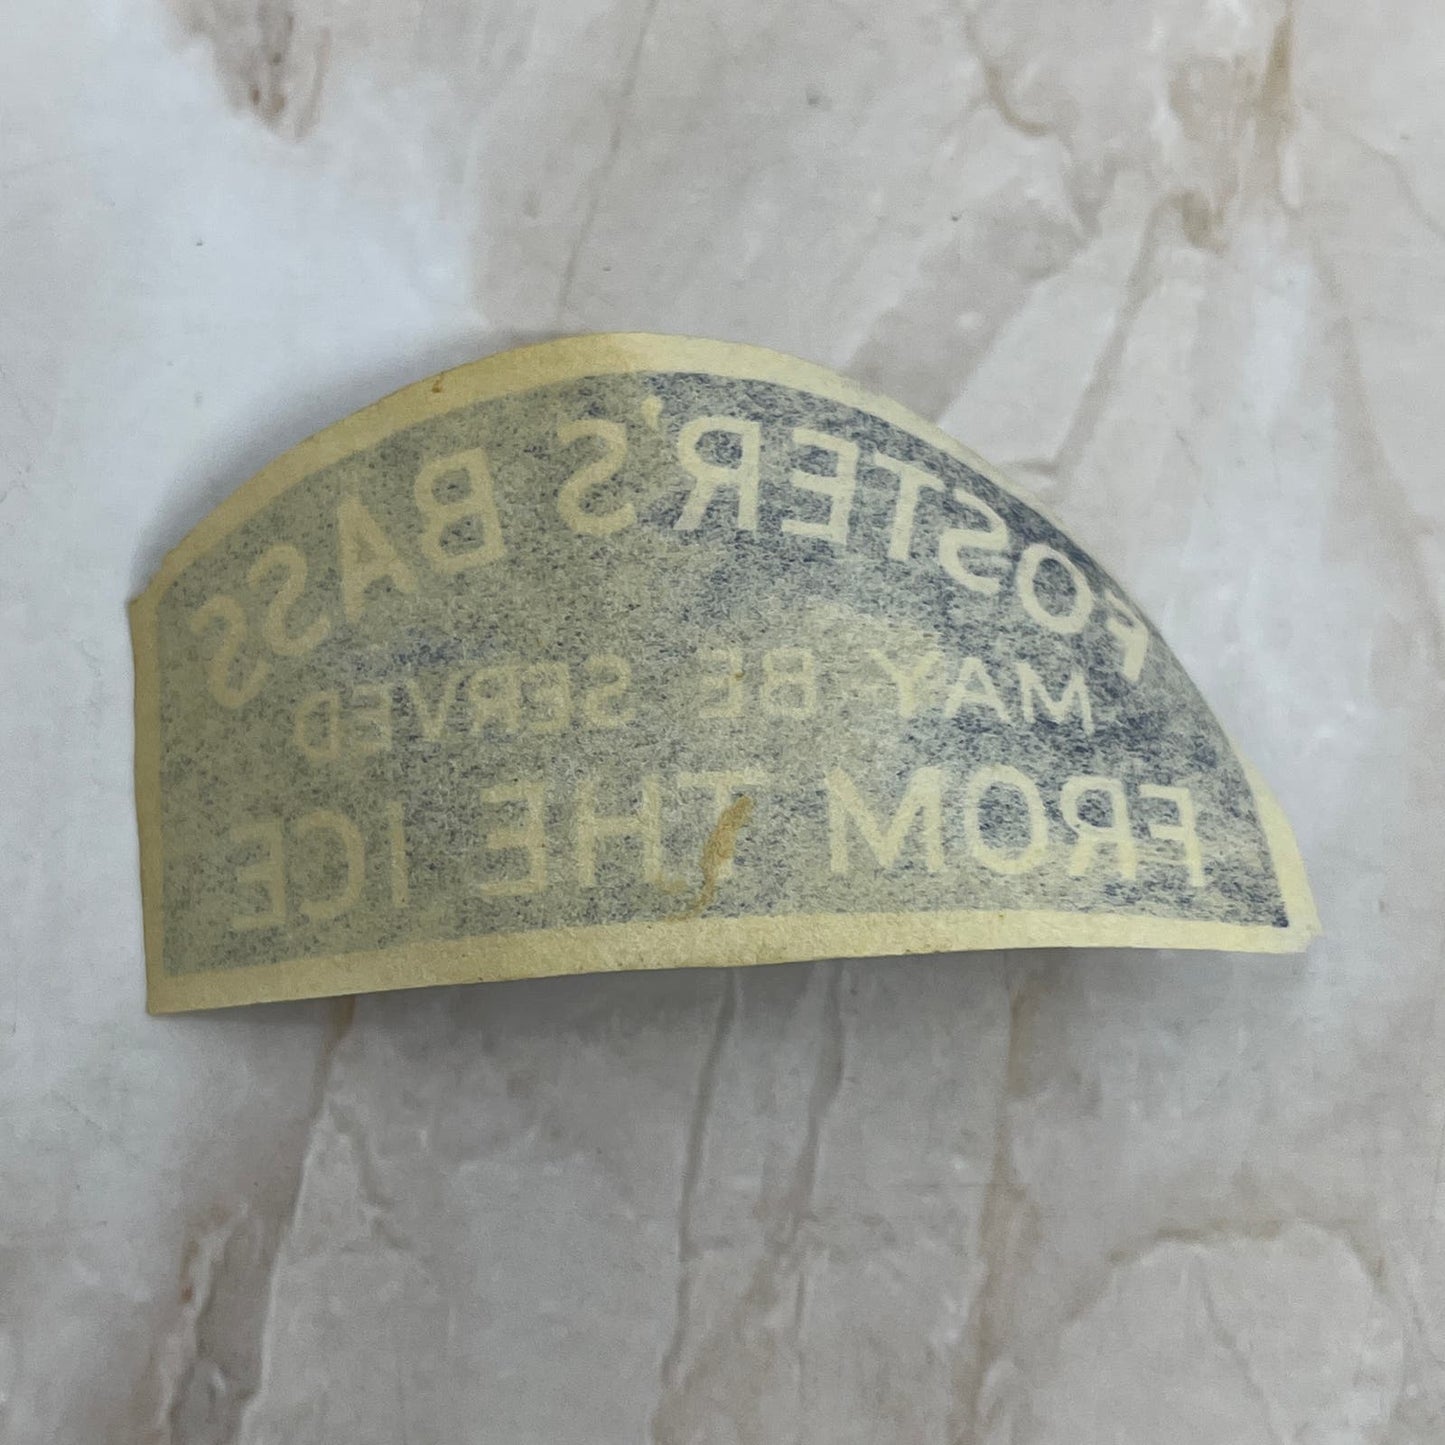 FOSTER'S BASS
MAY BE SERVED
FROM THE ICE